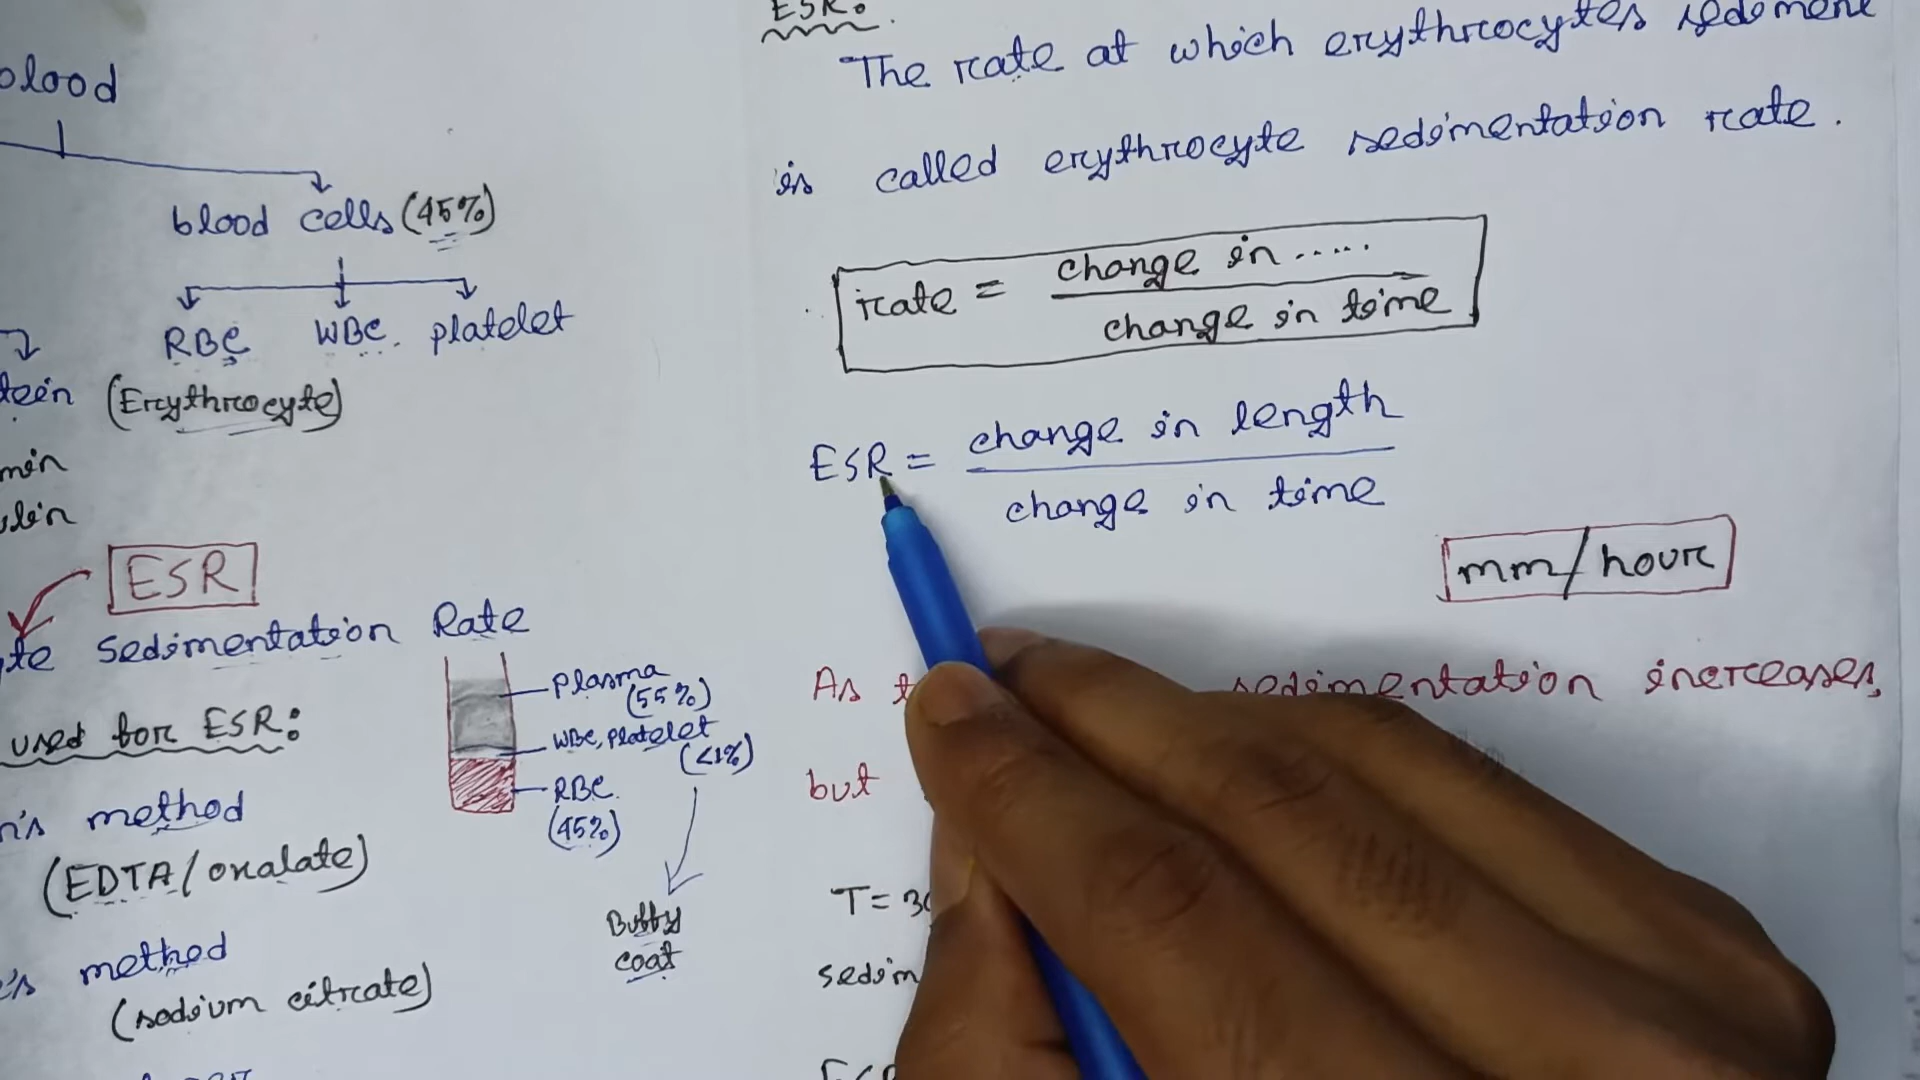 blood
blood cells (45%)
RBC WBC platelet
(Erythrocyte)
ESR
Sedimentation Rate
used for ESR:
method
(EDTA/oxalate)
method
(sodium citrate)
Plasma
(55%)
WBC, Platelet
(<1%)
RBC
(45%)
Buffy
coat
ESR:
The rate at which erythrocytes sediment
is called erythrocyte sedimentation rate.
rate = change in .....
change in time
ESR = change in length
change in time
mm/hour
As sedimentation increases,
but
T= 30